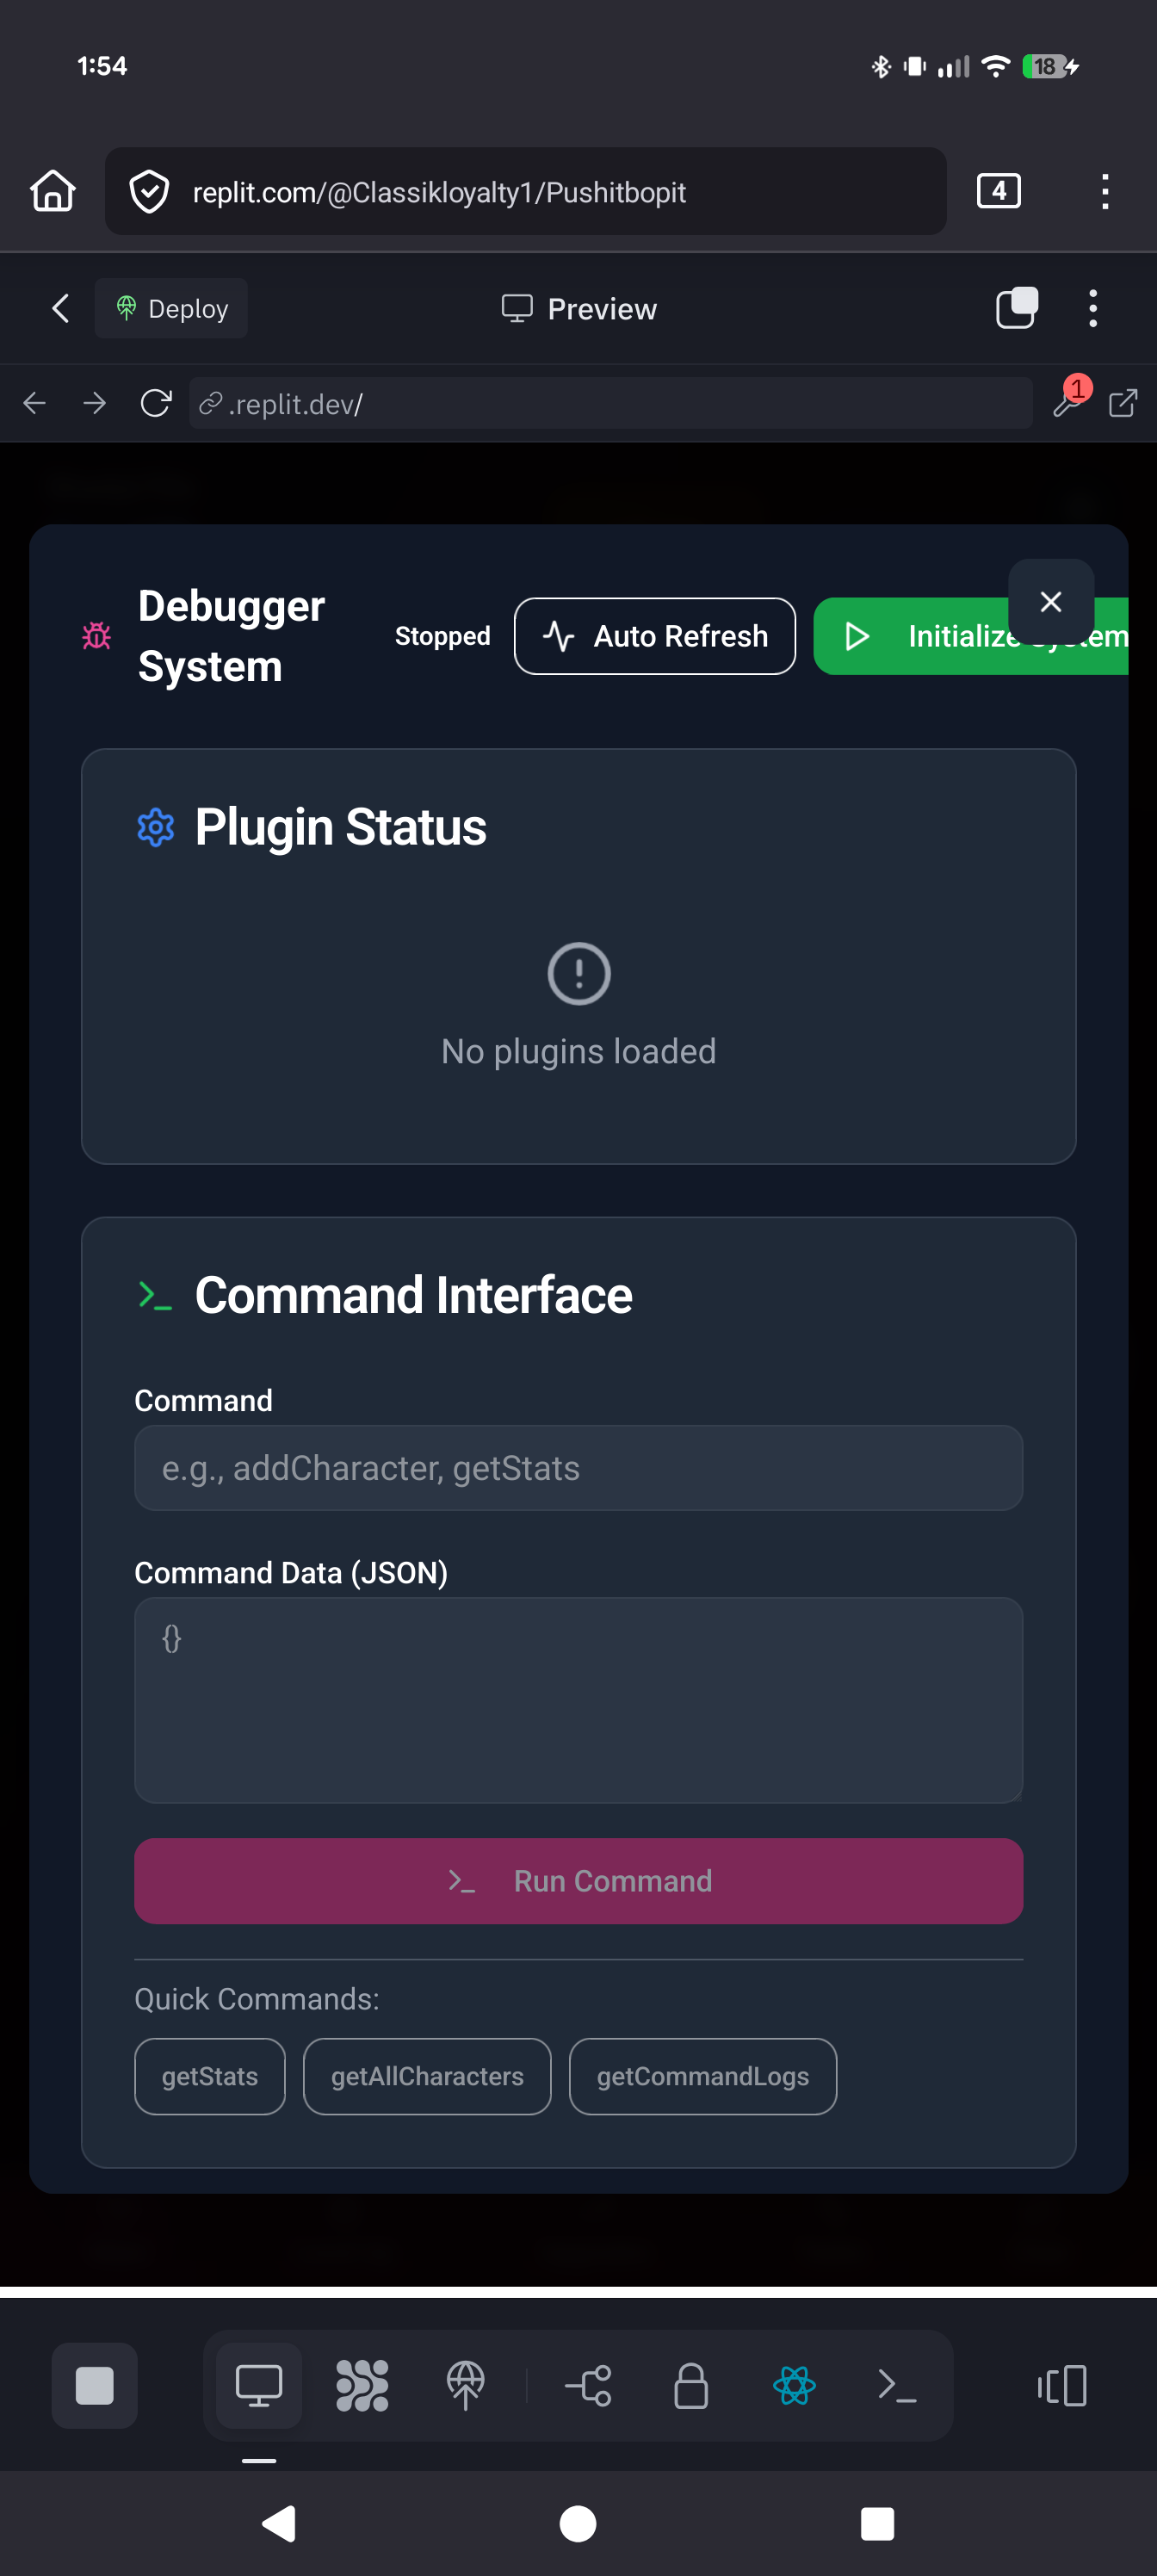 1:54
18
replit.com/@Classikloyalty1/Pushitbopit
4
Deploy
Preview
.replit.dev/
1
Debugger
System
Stopped
Auto Refresh
Initialize System
Plugin Status
No plugins loaded
Command Interface
Command
e.g., addCharacter, getStats
Command Data (JSON)
{}
Run Command
Quick Commands:
getStats
getAllCharacters
getCommandLogs